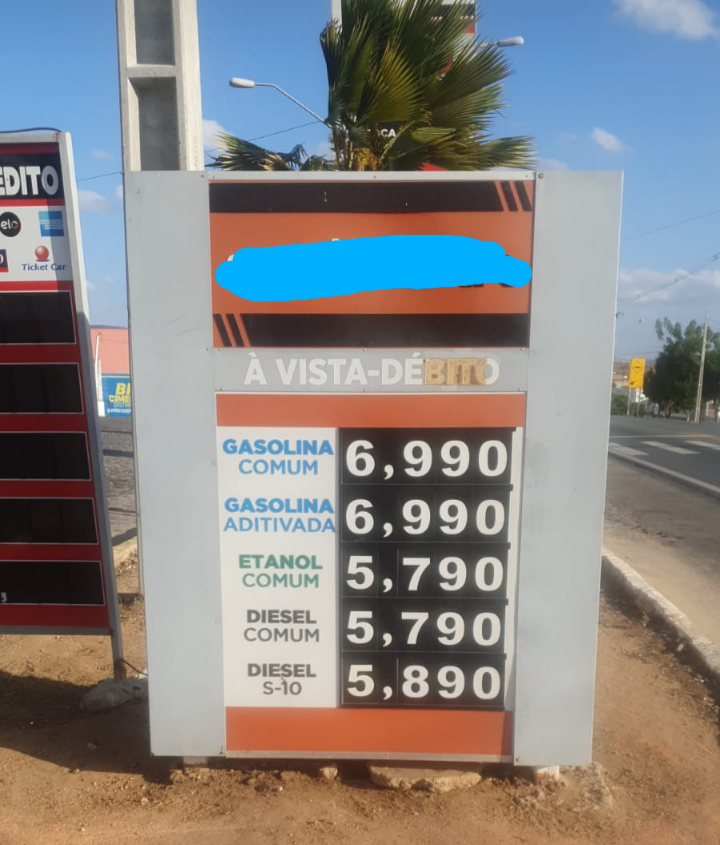 EDITO
elo
Ticket Car
À VISTA-DÉBITO
GASOLINA
COMUM
6,990
GASOLINA
ADITIVADA
6,990
ETANOL
COMUM
5,790
DIESEL
COMUM
5,790
DIESEL
S-10
5,890